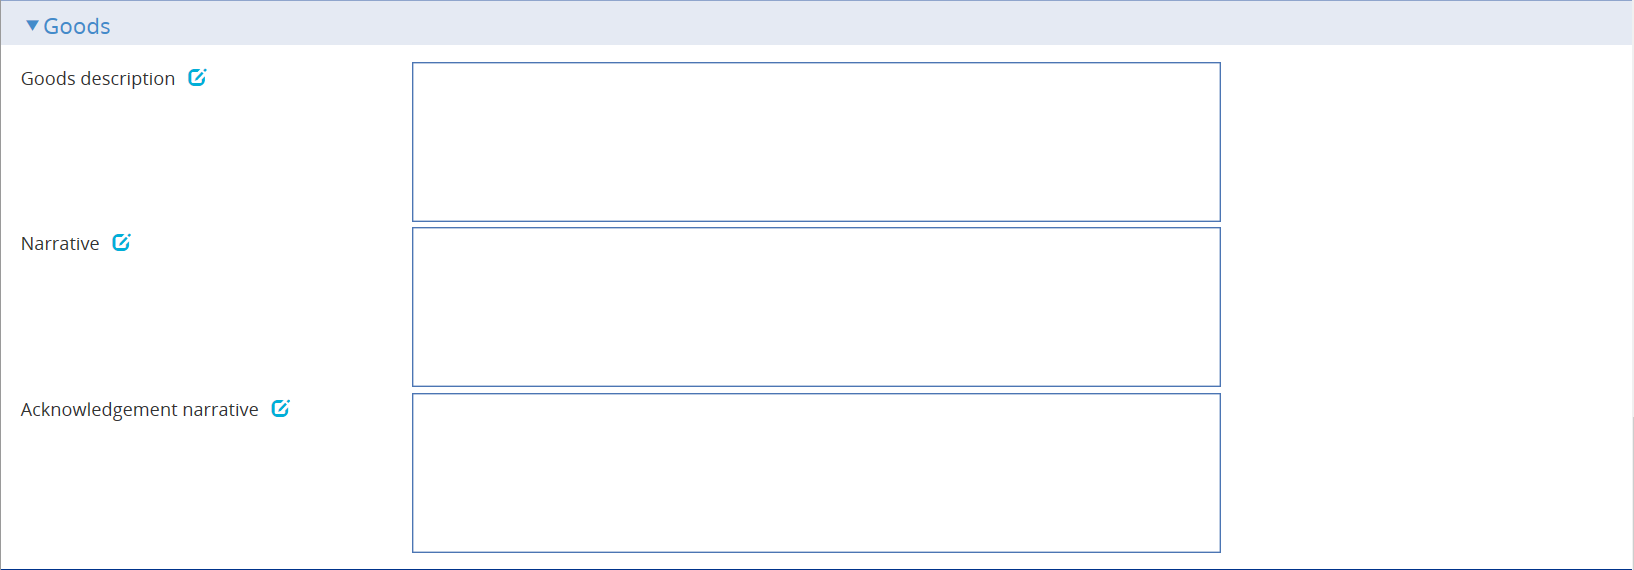 Goods
Goods description
Narrative
Acknowledgement narrative